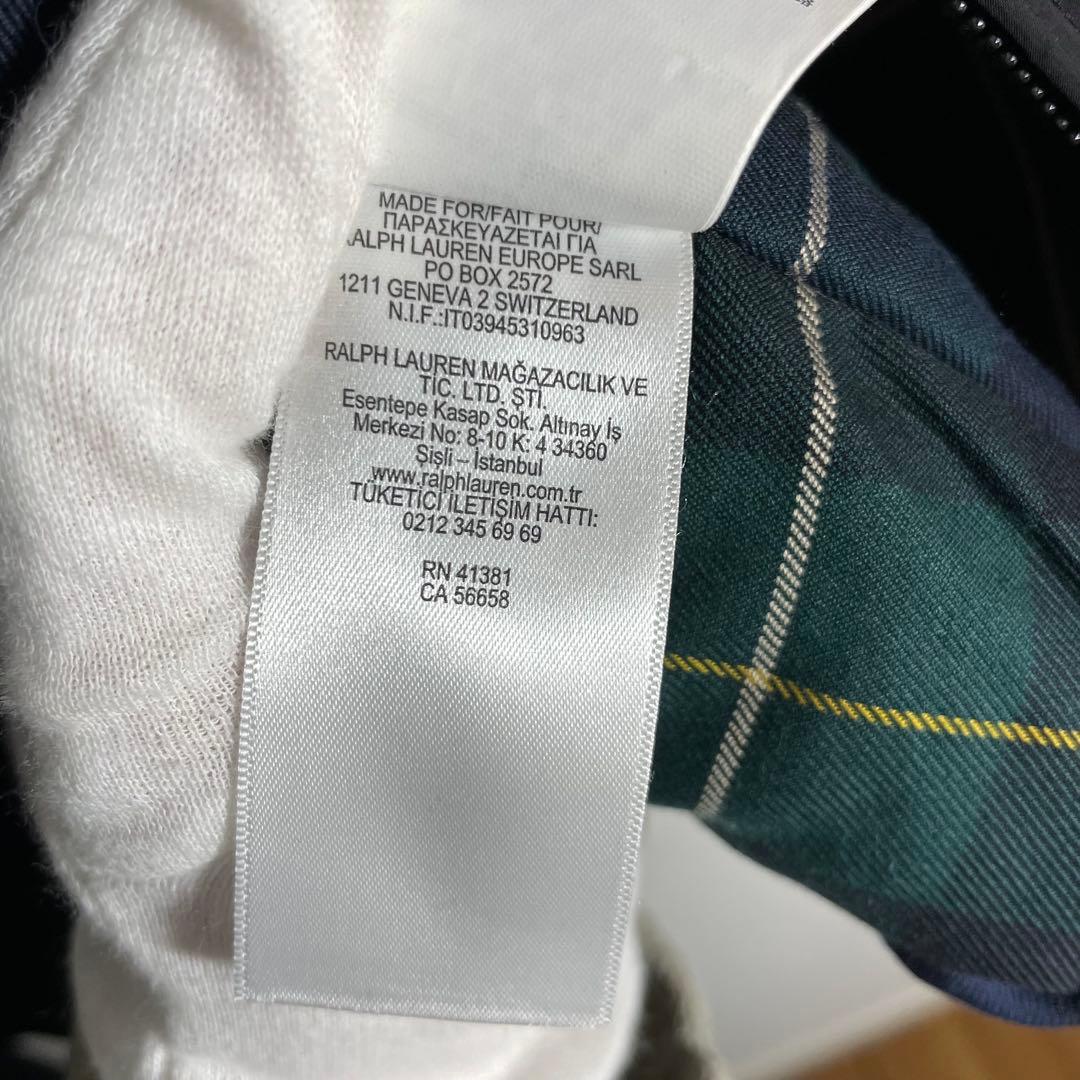 MADE FOR/FAIT POUR/
ΠΑΡΑΣΚΕΥΑΖΕΤΑΙ ΓΙΑ
RALPH LAUREN EUROPE SARL
PO BOX 2572
1211 GENEVA 2 SWITZERLAND
N.I.F.:IT03945310963
RALPH LAUREN MAĞAZACILIK VE
TİC. LTD. ŞTİ.
Esentepe Kasap Sok. Altınay İş
Merkezi No: 8-10 K: 4 34360
Şişli – İstanbul
www.ralphlauren.com.tr
TÜKETİCİ İLETİŞİM HATTI:
0212 345 69 69
RN 41381
CA 56658